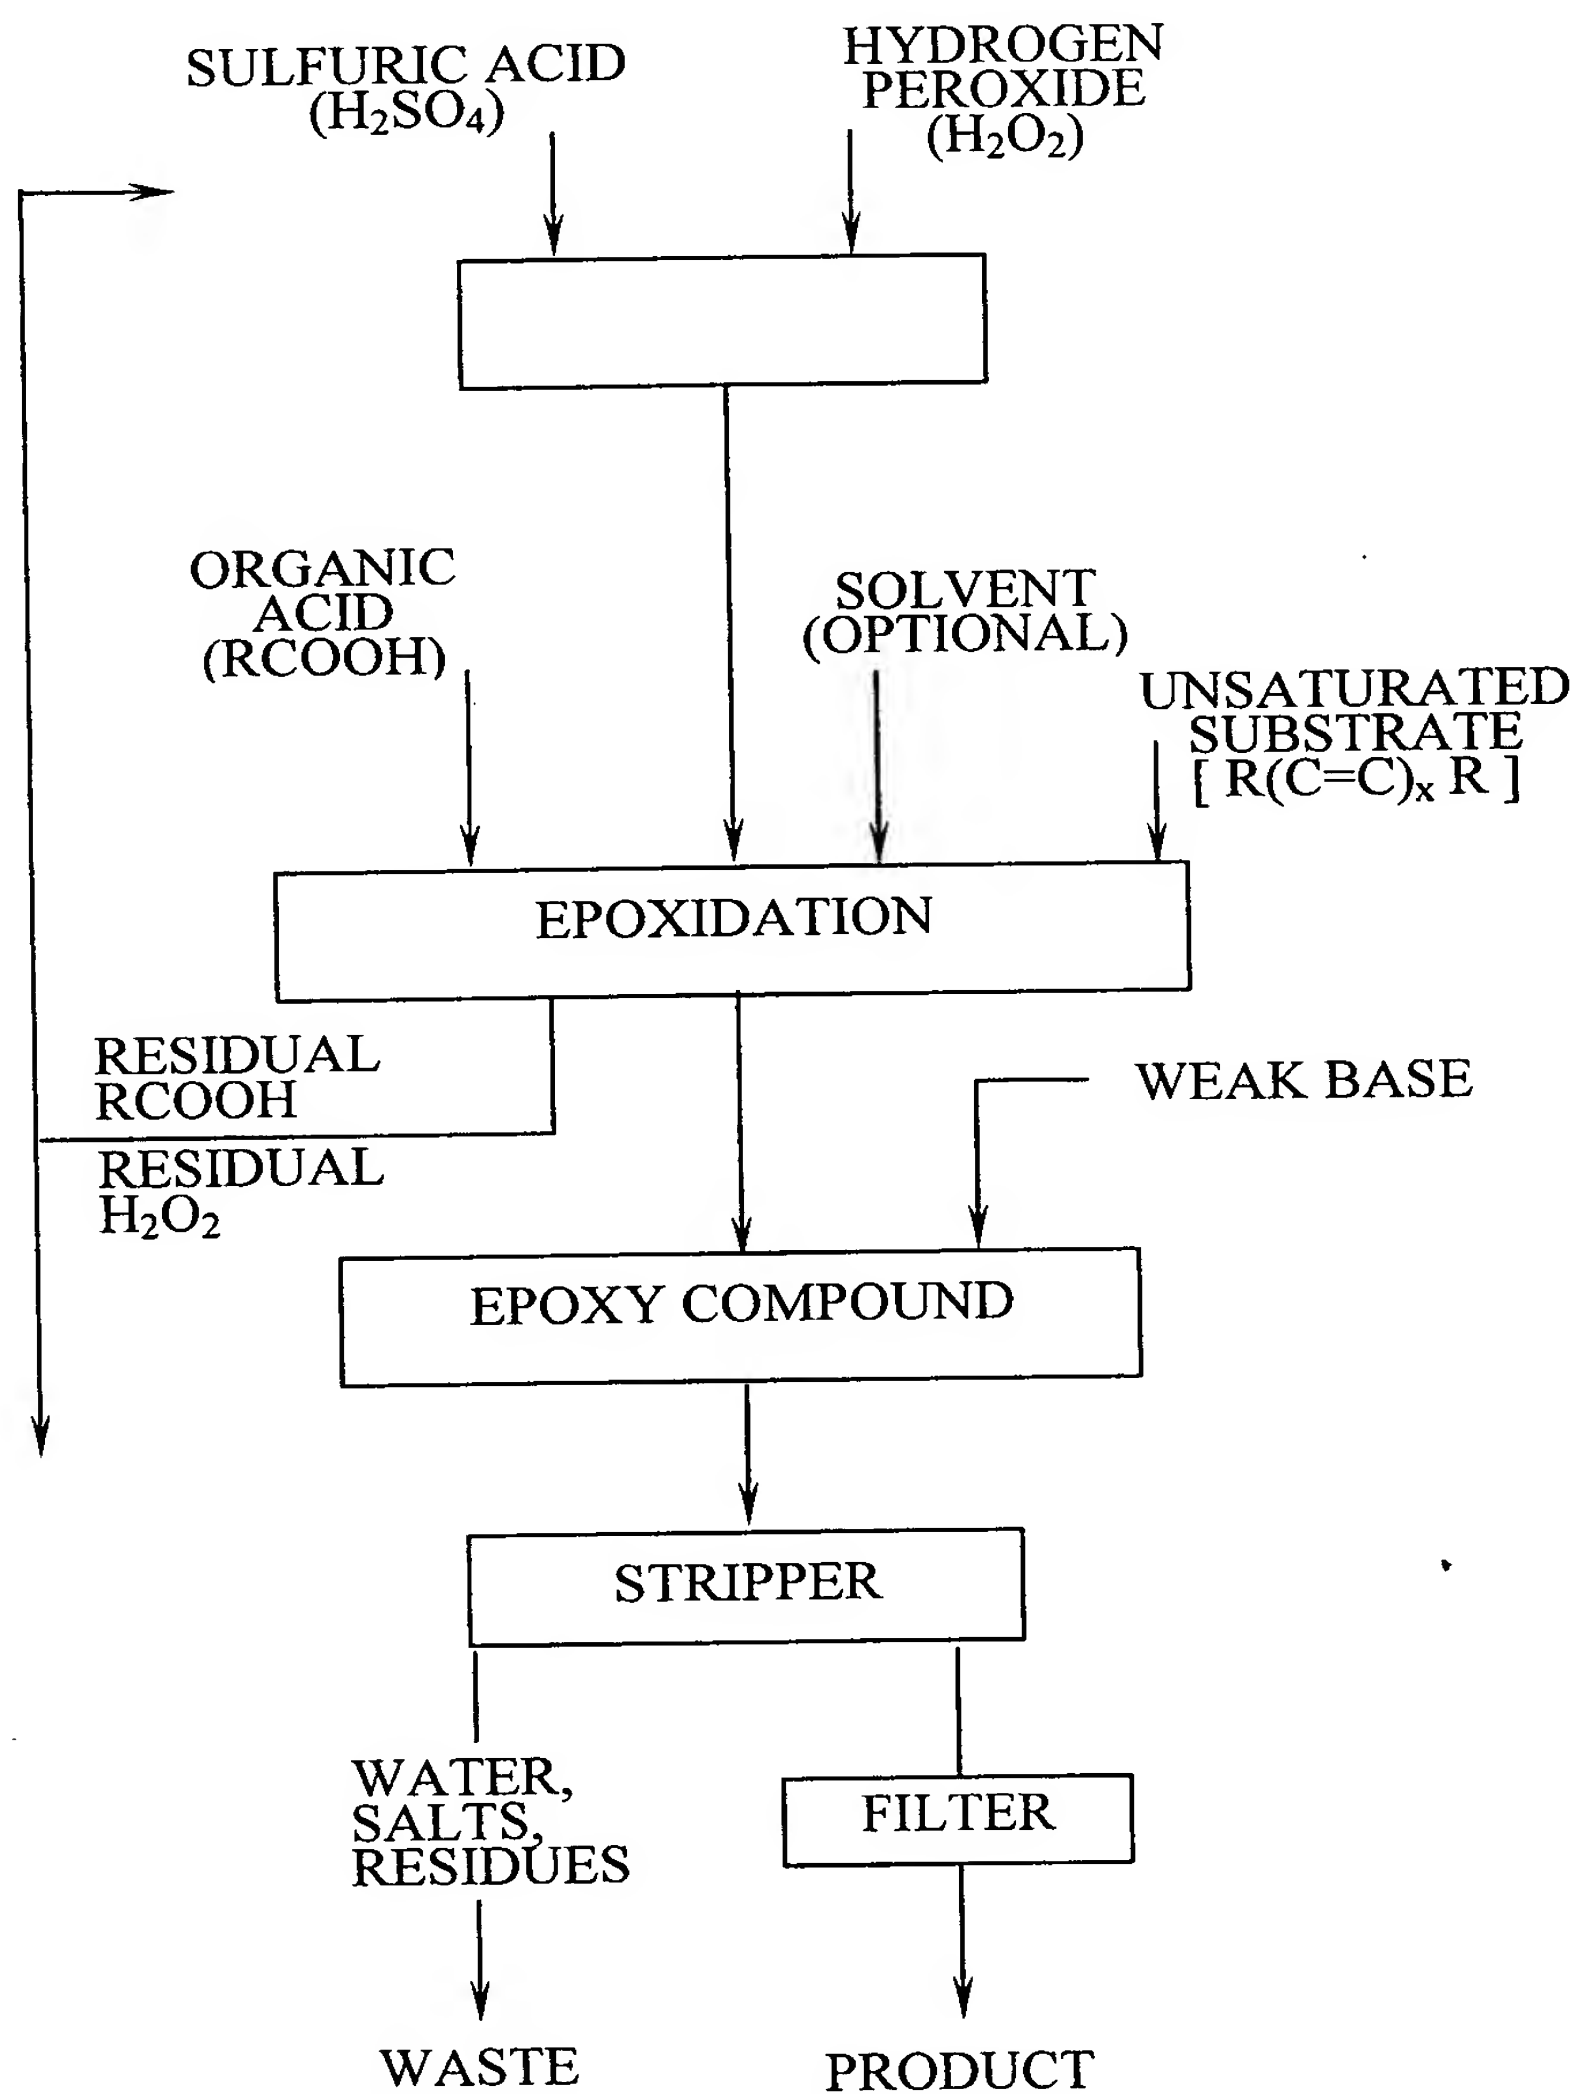 SULFURIC ACID
(H₂SO₄)
HYDROGEN
PEROXIDE
(H₂O₂)
ORGANIC
ACID
(RCOOH)
SOLVENT
(OPTIONAL)
UNSATURATED
SUBSTRATE
[ R(C=C)ₓ R ]
EPOXIDATION
RESIDUAL
RCOOH
RESIDUAL
H₂O₂
WEAK BASE
EPOXY COMPOUND
STRIPPER
WATER,
SALTS,
RESIDUES
FILTER
WASTE
PRODUCT